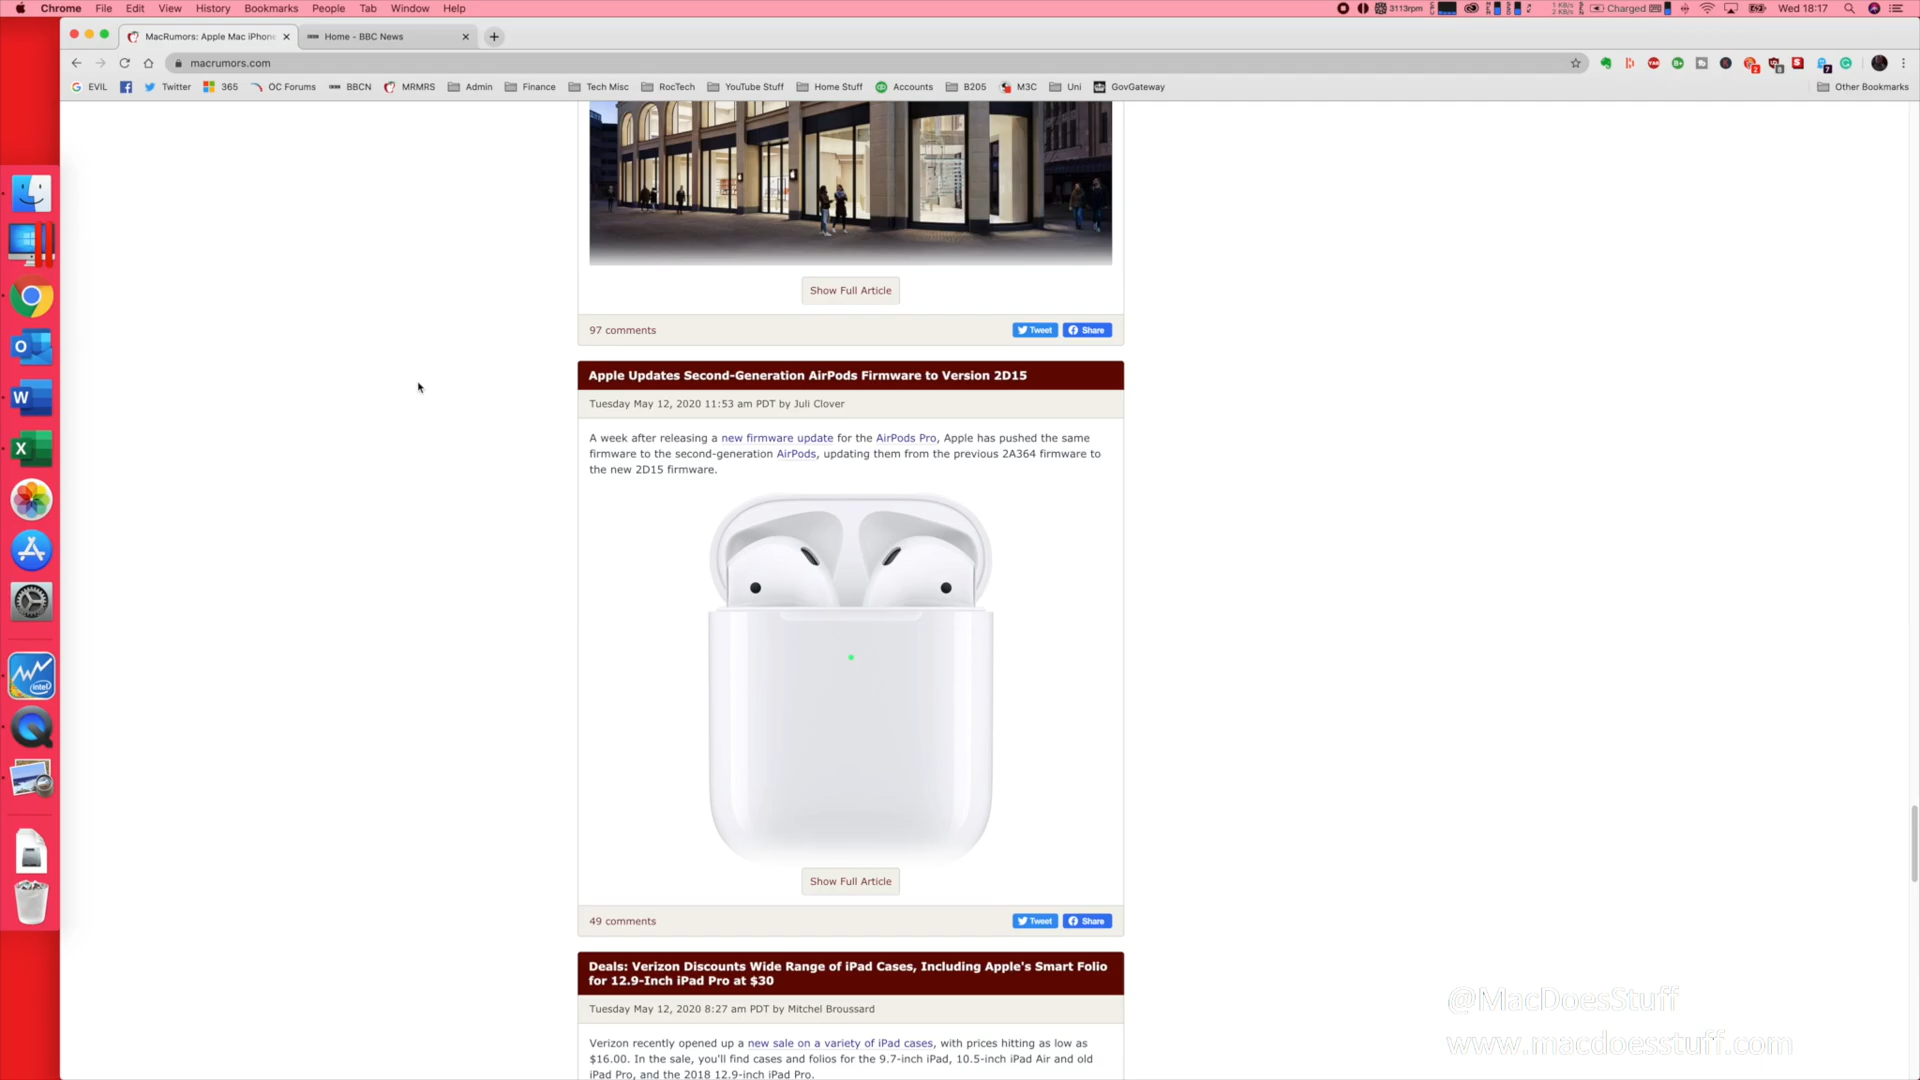 Chrome File Edit View History Bookmarks People Tab Window Help
3113rpm
1 KB/s
2 KB/s
Charged
Wed 18:17
MacRumors: Apple Mac iPhone
Home - BBC News
macrumors.com
EVIL Twitter 365 OC Forums BBCN MRMRS Admin Finance Tech Misc RocTech YouTube Stuff Home Stuff Accounts B205 M3C Uni GovGateway Other Bookmarks
Show Full Article
97 comments
Tweet Share
Apple Updates Second-Generation AirPods Firmware to Version 2D15
Tuesday May 12, 2020 11:53 am PDT by Juli Clover
A week after releasing a new firmware update for the AirPods Pro, Apple has pushed the same
firmware to the second-generation AirPods, updating them from the previous 2A364 firmware to
the new 2D15 firmware.
Show Full Article
49 comments
Tweet Share
Deals: Verizon Discounts Wide Range of iPad Cases, Including Apple's Smart Folio
for 12.9-Inch iPad Pro at $30
Tuesday May 12, 2020 8:27 am PDT by Mitchel Broussard
Verizon recently opened up a new sale on a variety of iPad cases, with prices hitting as low as
$16.00. In the sale, you'll find cases and folios for the 9.7-inch iPad, 10.5-inch iPad Air and old
iPad Pro, and the 2018 12.9-inch iPad Pro.
@MacDoesStuff
www.macdoesstuff.com